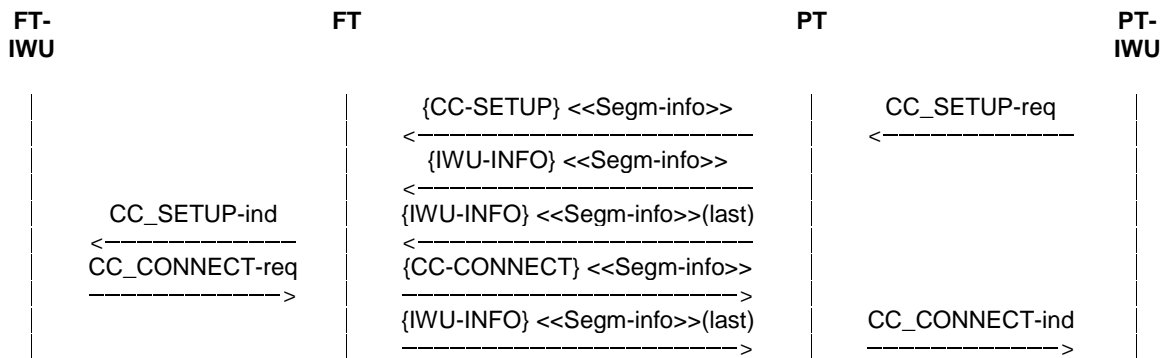 FT-IWU FT PT PT-IWU
{CC-SETUP} <<Segm-info>> CC_SETUP-req
{IWU-INFO} <<Segm-info>>
CC_SETUP-ind {IWU-INFO} <<Segm-info>>(last)
CC_CONNECT-req {CC-CONNECT} <<Segm-info>>
{IWU-INFO} <<Segm-info>>(last) CC_CONNECT-ind